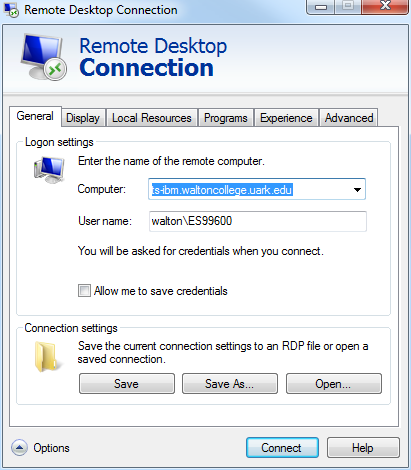 Remote Desktop Connection
Remote Desktop
Connection
General Display Local Resources Programs Experience Advanced
Logon settings
Enter the name of the remote computer.
Computer: ts-ibm.waltoncollege.uark.edu
User name: walton\ES99600
You will be asked for credentials when you connect.
Allow me to save credentials
Connection settings
Save the current connection settings to an RDP file or open a
saved connection.
Save Save As... Open...
Options Connect Help